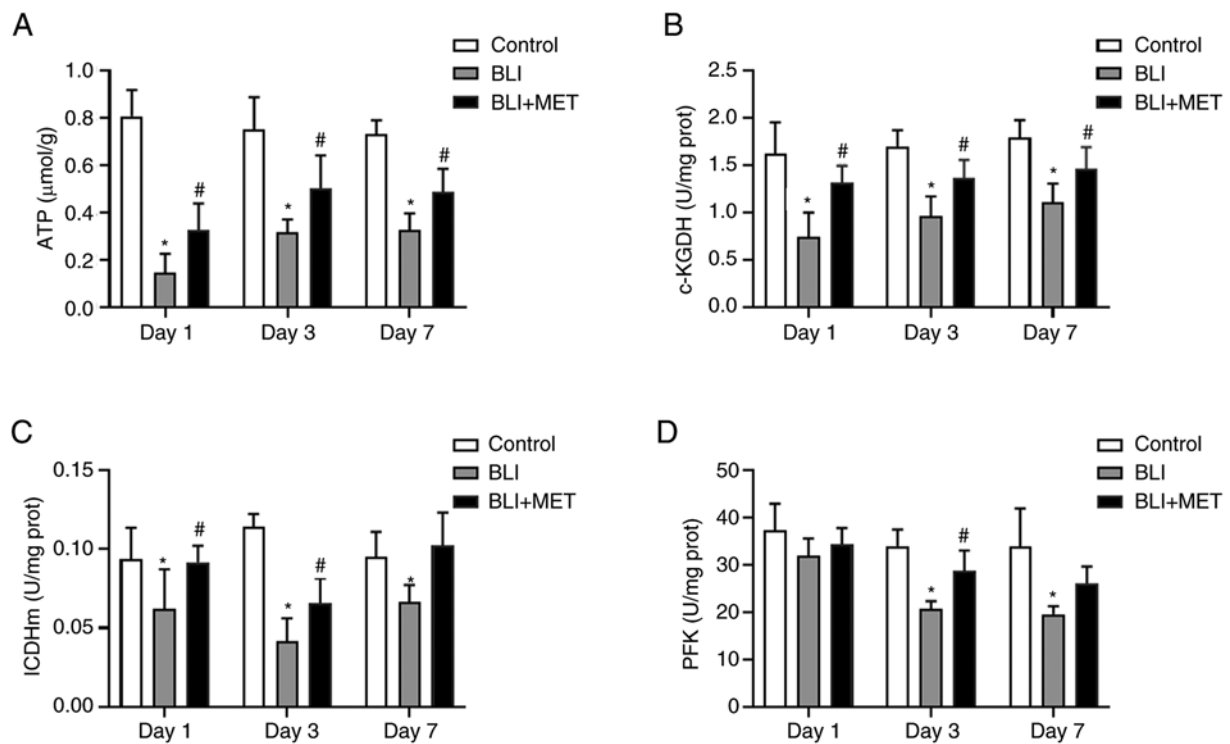 A
Control
BLI
BLI+MET
ATP (μmol/g)
1.0
0.8
0.6
0.4
0.2
0.0
#
#
#
*
*
*
Day 1
Day 3
Day 7
B
Control
BLI
BLI+MET
c-KGDH (U/mg prot)
2.5
2.0
1.5
1.0
0.5
0.0
#
#
#
*
*
*
Day 1
Day 3
Day 7
C
Control
BLI
BLI+MET
ICDHm (U/mg prot)
0.15
0.10
0.05
0.00
*
#
*
#
*
Day 1
Day 3
Day 7
D
Control
BLI
BLI+MET
PFK (U/mg prot)
50
40
30
20
10
0
*
#
*
Day 1
Day 3
Day 7